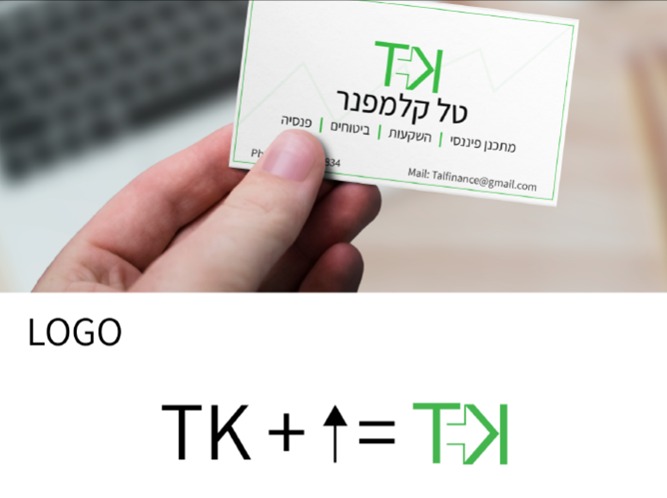 TK
טל קלמפנר
מתכנן פיננסי | השקעות | ביטוחים | פנסיה
Mail: Talfinance@gmail.com
LOGO
TK + ↑ = TK